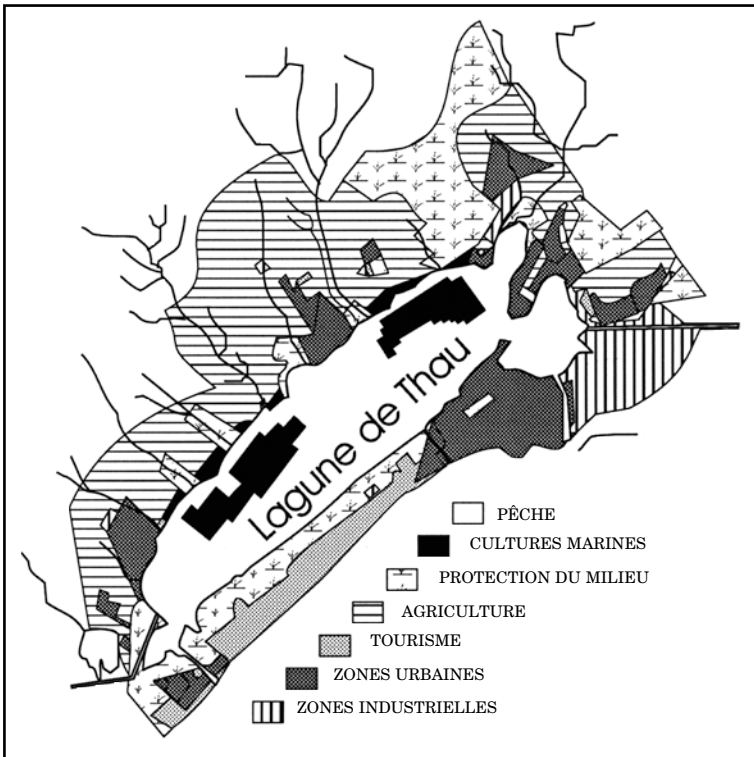 Lagune de Thau
PÊCHE
CULTURES MARINES
PROTECTION DU MILIEU
AGRICULTURE
TOURISME
ZONES URBAINES
ZONES INDUSTRIELLES